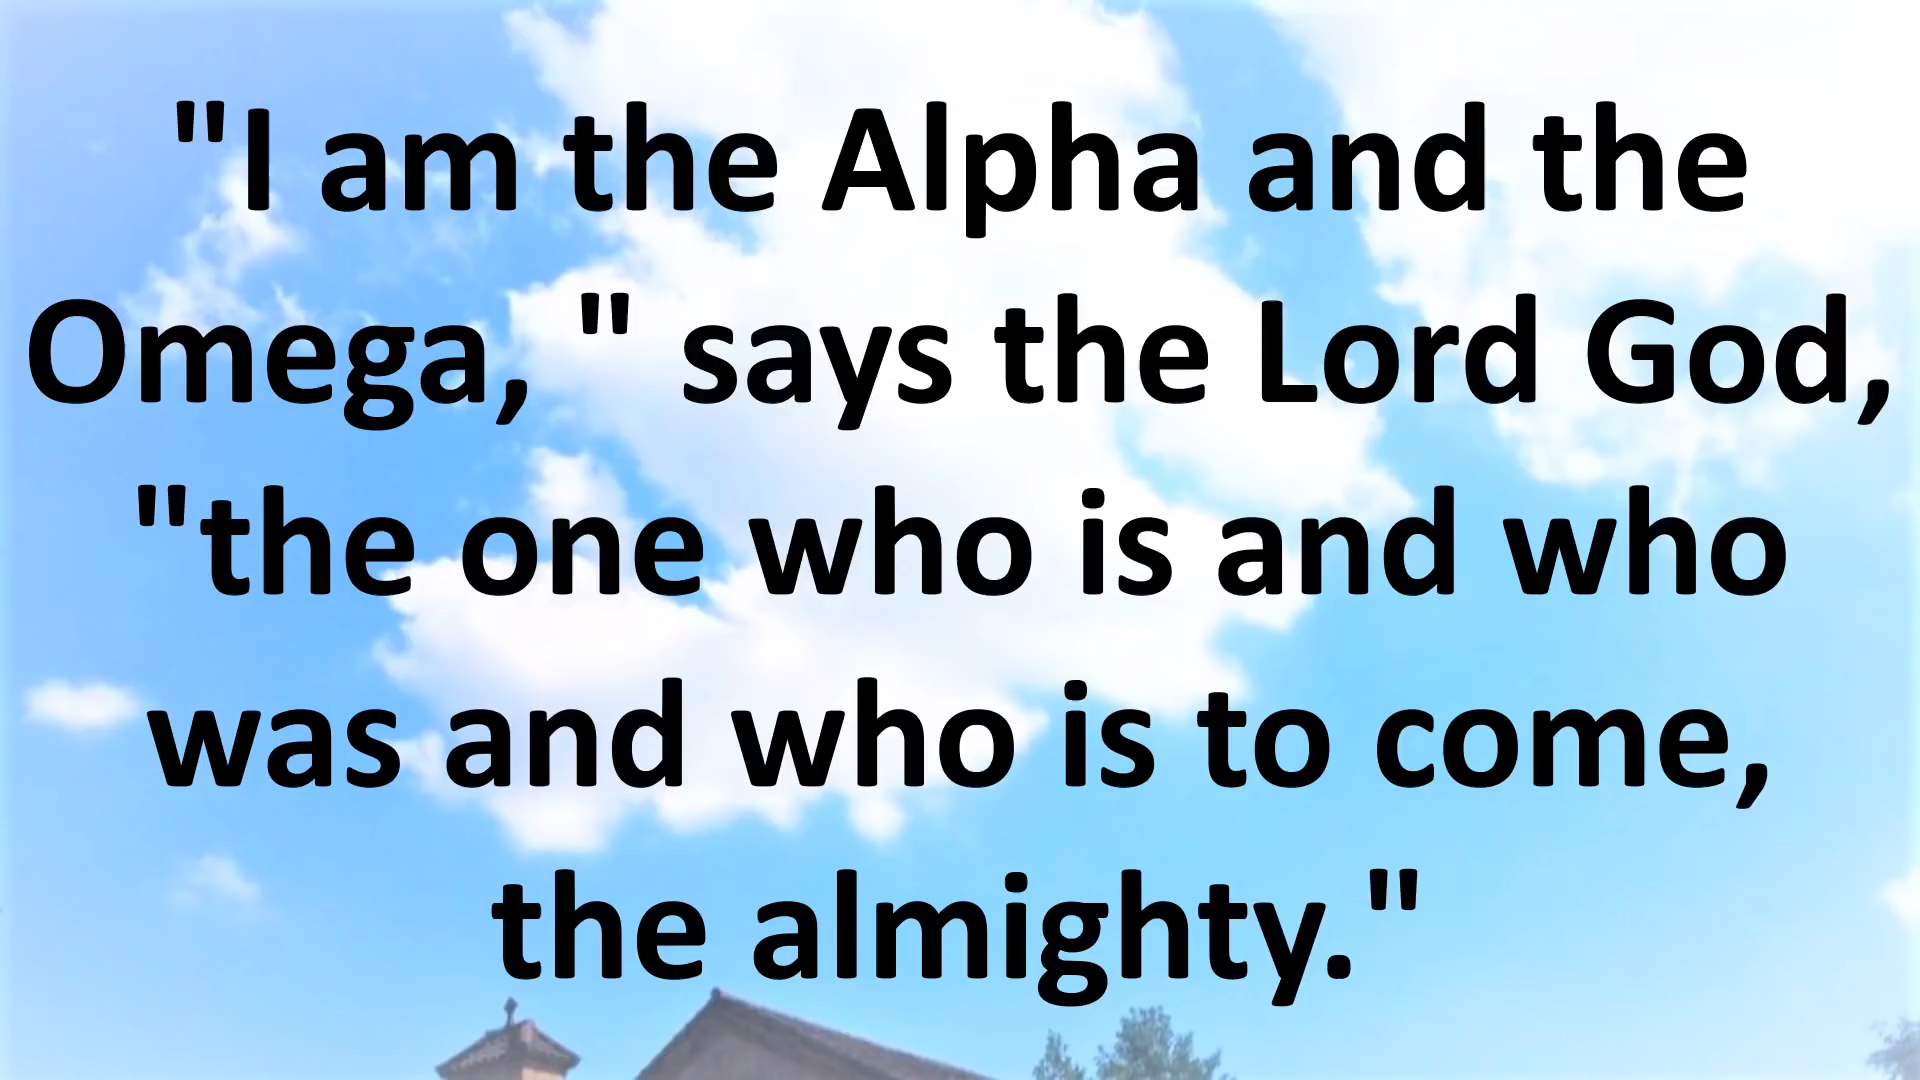 "I am the Alpha and the
Omega, " says the Lord God,
"the one who is and who
was and who is to come,
the almighty."